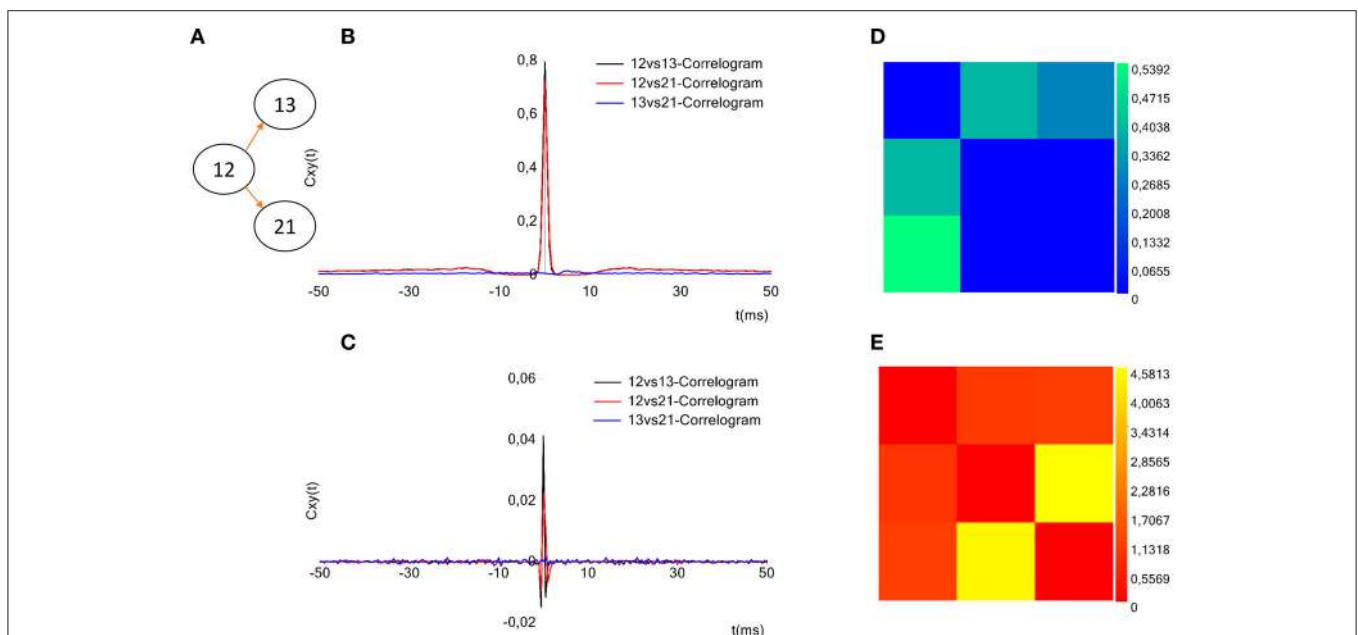 A
13
12
21
B
0,8
0,6
0,4
0,2
0
Cxy(t)
12vs13-Correlogram
12vs21-Correlogram
13vs21-Correlogram
-50
-30
-10
10
30
50
t(ms)
C
0,06
0,04
0,02
0
-0,02
Cxy(t)
12vs13-Correlogram
12vs21-Correlogram
13vs21-Correlogram
-50
-30
-10
10
30
50
t(ms)
D
0,5392
0,4715
0,4038
0,3362
0,2685
0,2008
0,1332
0,0655
0
E
4,5813
4,0063
3,4314
2,8565
2,2816
1,7067
1,1318
0,5569
0